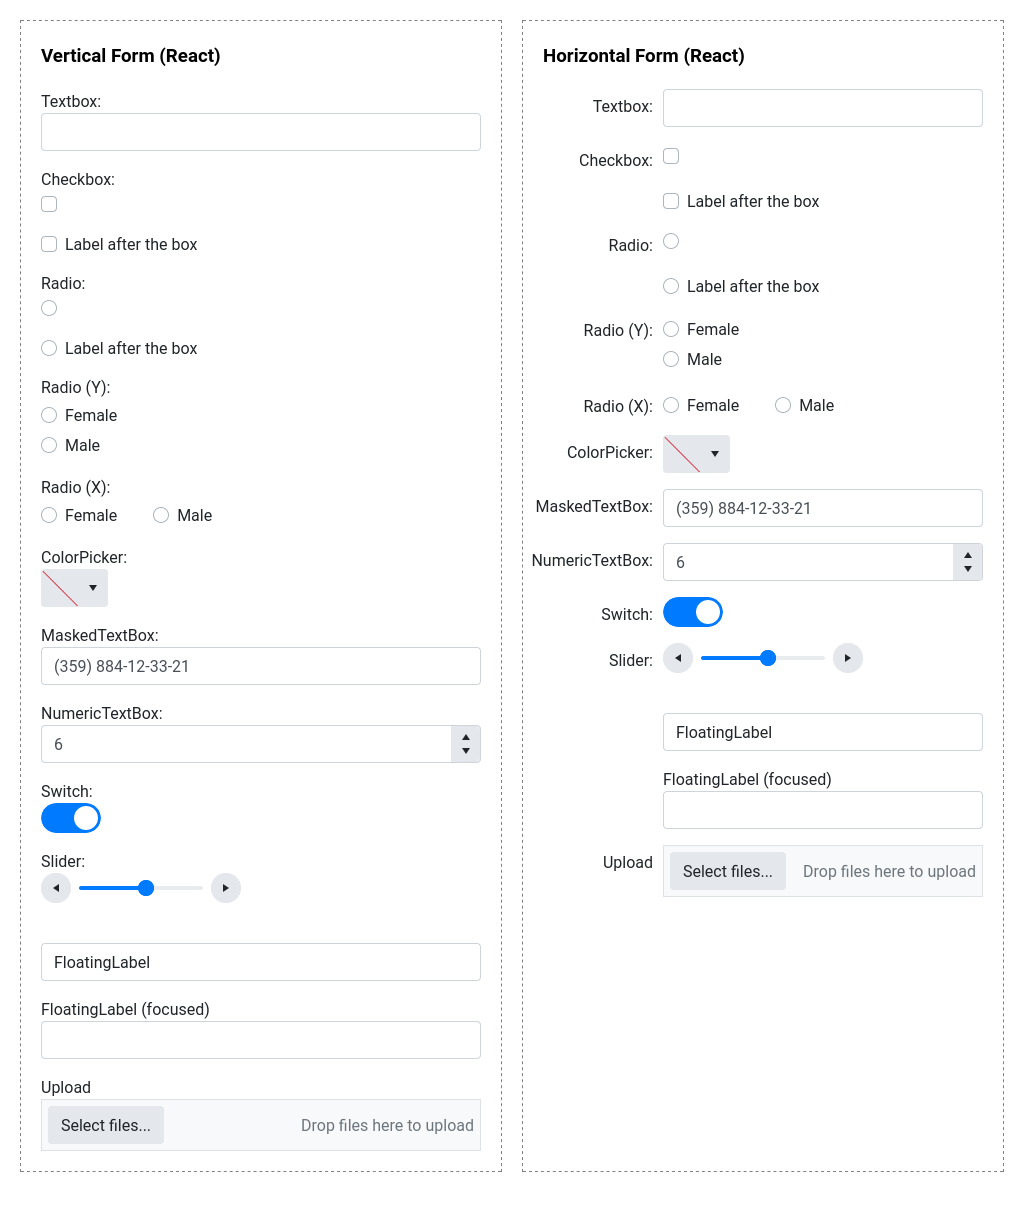 Vertical Form (React)
Textbox:
Checkbox:
Label after the box
Radio:
Label after the box
Radio (Y):
Female
Male
Radio (X):
Female Male
ColorPicker:
MaskedTextBox:
(359) 884-12-33-21
NumericTextBox:
6
Switch:
Slider:
FloatingLabel
FloatingLabel (focused)
Upload
Select files... Drop files here to upload
Horizontal Form (React)
Textbox:
Checkbox:
Label after the box
Radio:
Label after the box
Radio (Y): Female
Male
Radio (X): Female Male
ColorPicker:
MaskedTextBox: (359) 884-12-33-21
NumericTextBox: 6
Switch:
Slider:
FloatingLabel
FloatingLabel (focused)
Upload Select files... Drop files here to upload